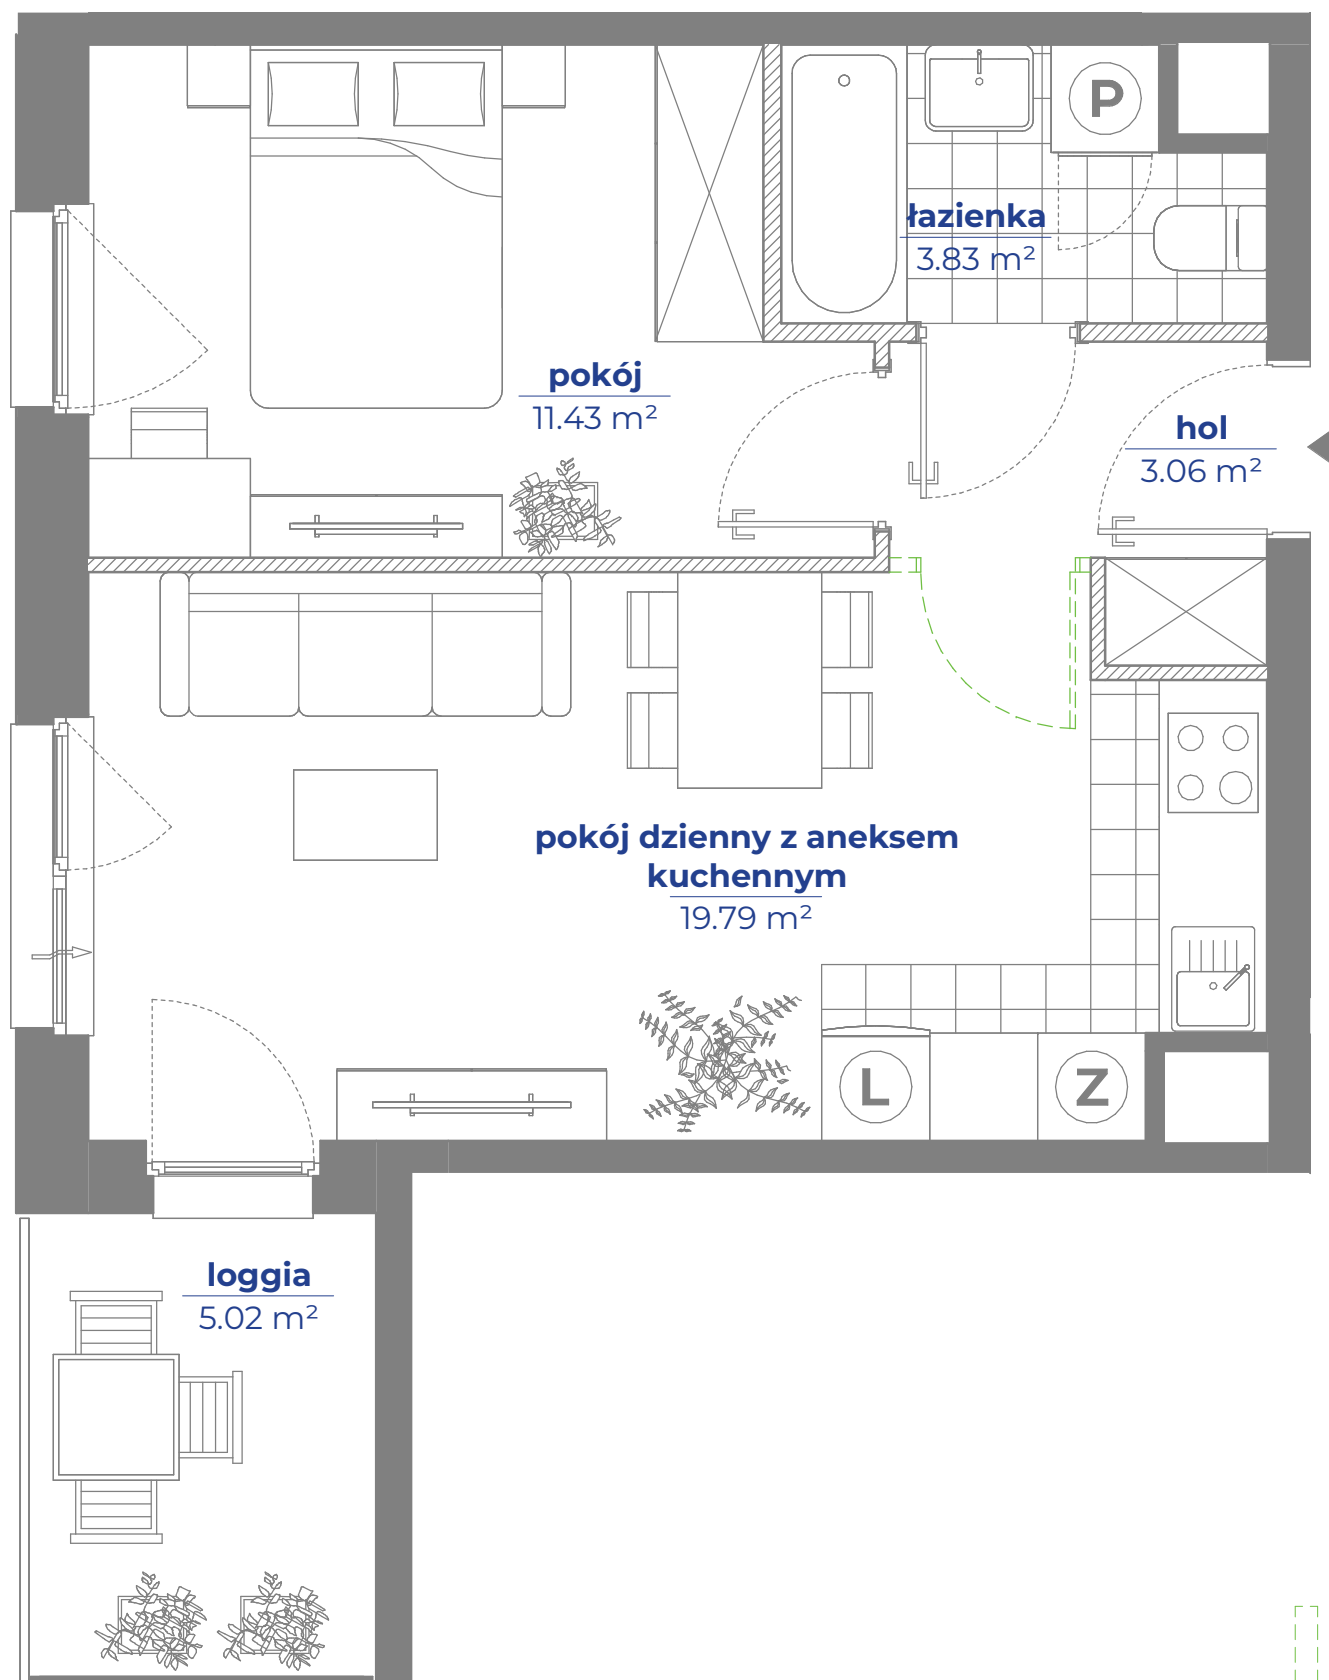 P
łazienka
3.83 m²
pokój
11.43 m²
hol
3.06 m²
pokój dzienny z aneksem
kuchennym
19.79 m²
L
Z
loggia
5.02 m²